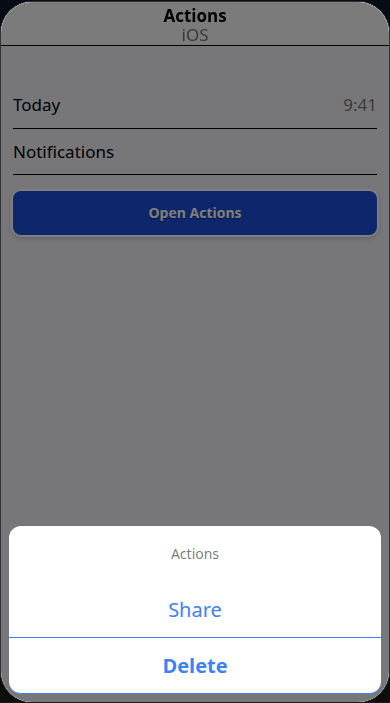 Actions
iOS
Today 9:41
Notifications
Open Actions
Actions
Share
Delete